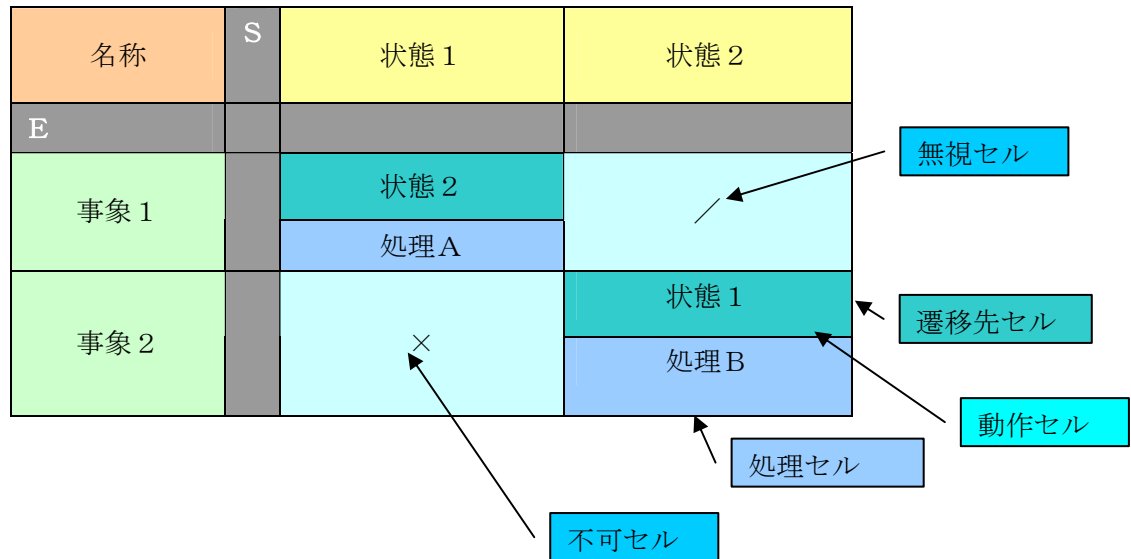 名称
S
状態１
状態２
E
無視セル
事象１
状態２
／
処理A
事象２
×
状態１
遷移先セル
処理B
動作セル
処理セル
不可セル